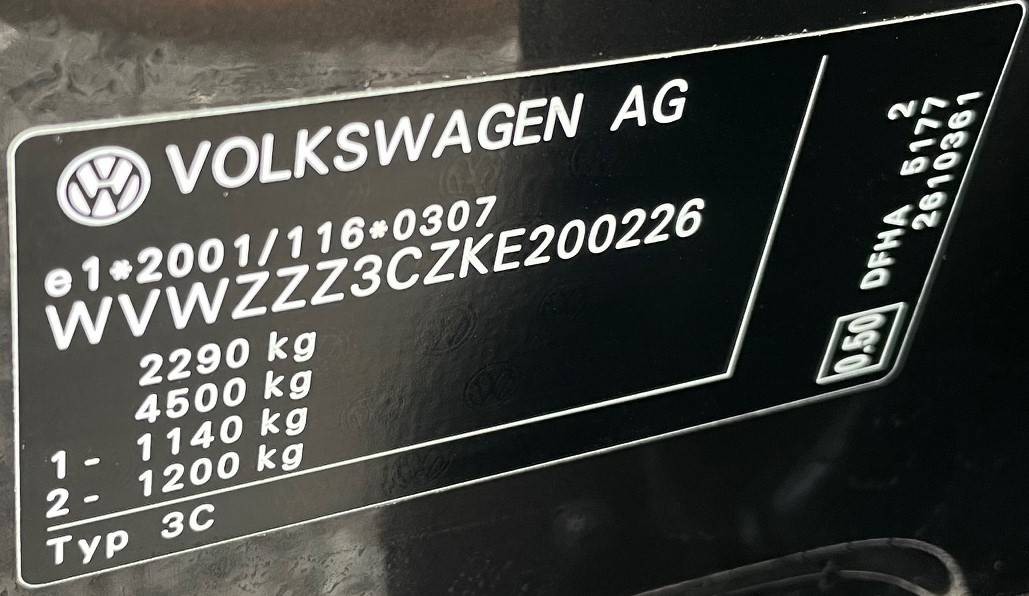 VOLKSWAGEN AG
e1*2001/116*0307
WVWZZZ3CZKE200226
2290 kg
4500 kg
1 - 1140 kg
2 - 1200 kg
Typ 3C
2
DFHA 5177
2610361
0.50